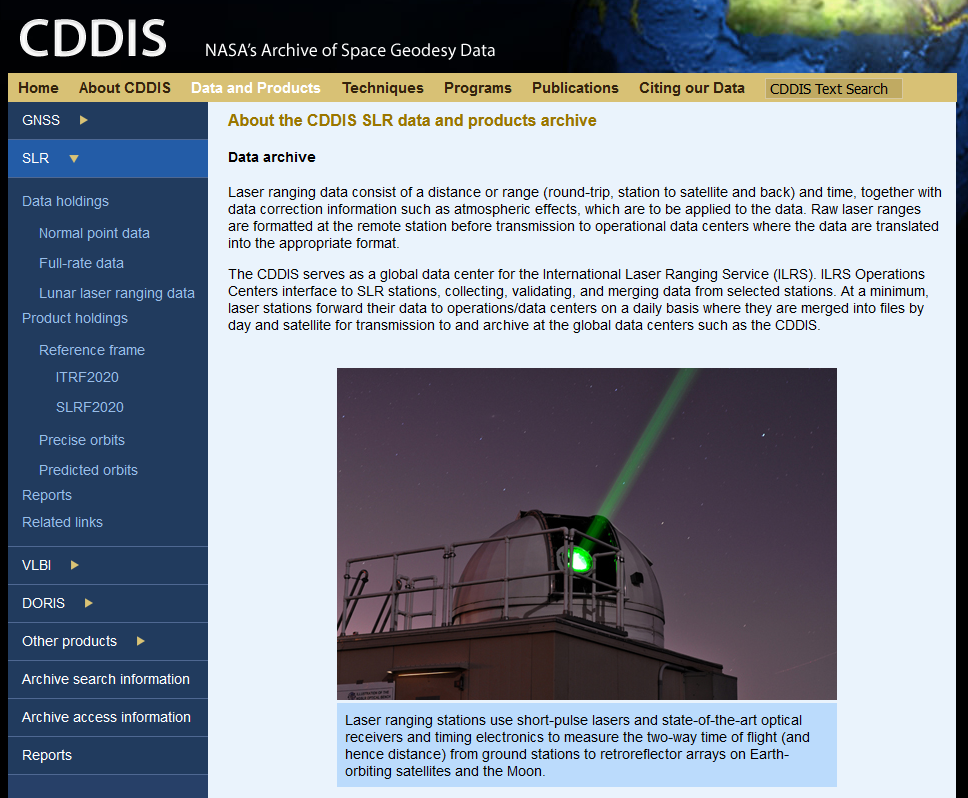 CDDIS
NASA's Archive of Space Geodesy Data
Home About CDDIS Data and Products Techniques Programs Publications Citing our Data CDDIS Text Search
GNSS
SLR
Data holdings
Normal point data
Full-rate data
Lunar laser ranging data
Product holdings
Reference frame
ITRF2020
SLRF2020
Precise orbits
Predicted orbits
Reports
Related links
VLBI
DORIS
Other products
Archive search information
Archive access information
Reports
About the CDDIS SLR data and products archive
Data archive
Laser ranging data consist of a distance or range (round-trip, station to satellite and back) and time, together with
data correction information such as atmospheric effects, which are to be applied to the data. Raw laser ranges
are formatted at the remote station before transmission to operational data centers where the data are translated
into the appropriate format.
The CDDIS serves as a global data center for the International Laser Ranging Service (ILRS). ILRS Operations
Centers interface to SLR stations, collecting, validating, and merging data from selected stations. At a minimum,
laser stations forward their data to operations/data centers on a daily basis where they are merged into files by
day and satellite for transmission to and archive at the global data centers such as the CDDIS.
Laser ranging stations use short-pulse lasers and state-of-the-art optical
receivers and timing electronics to measure the two-way time of flight (and
hence distance) from ground stations to retroreflector arrays on Earth-
orbiting satellites and the Moon.